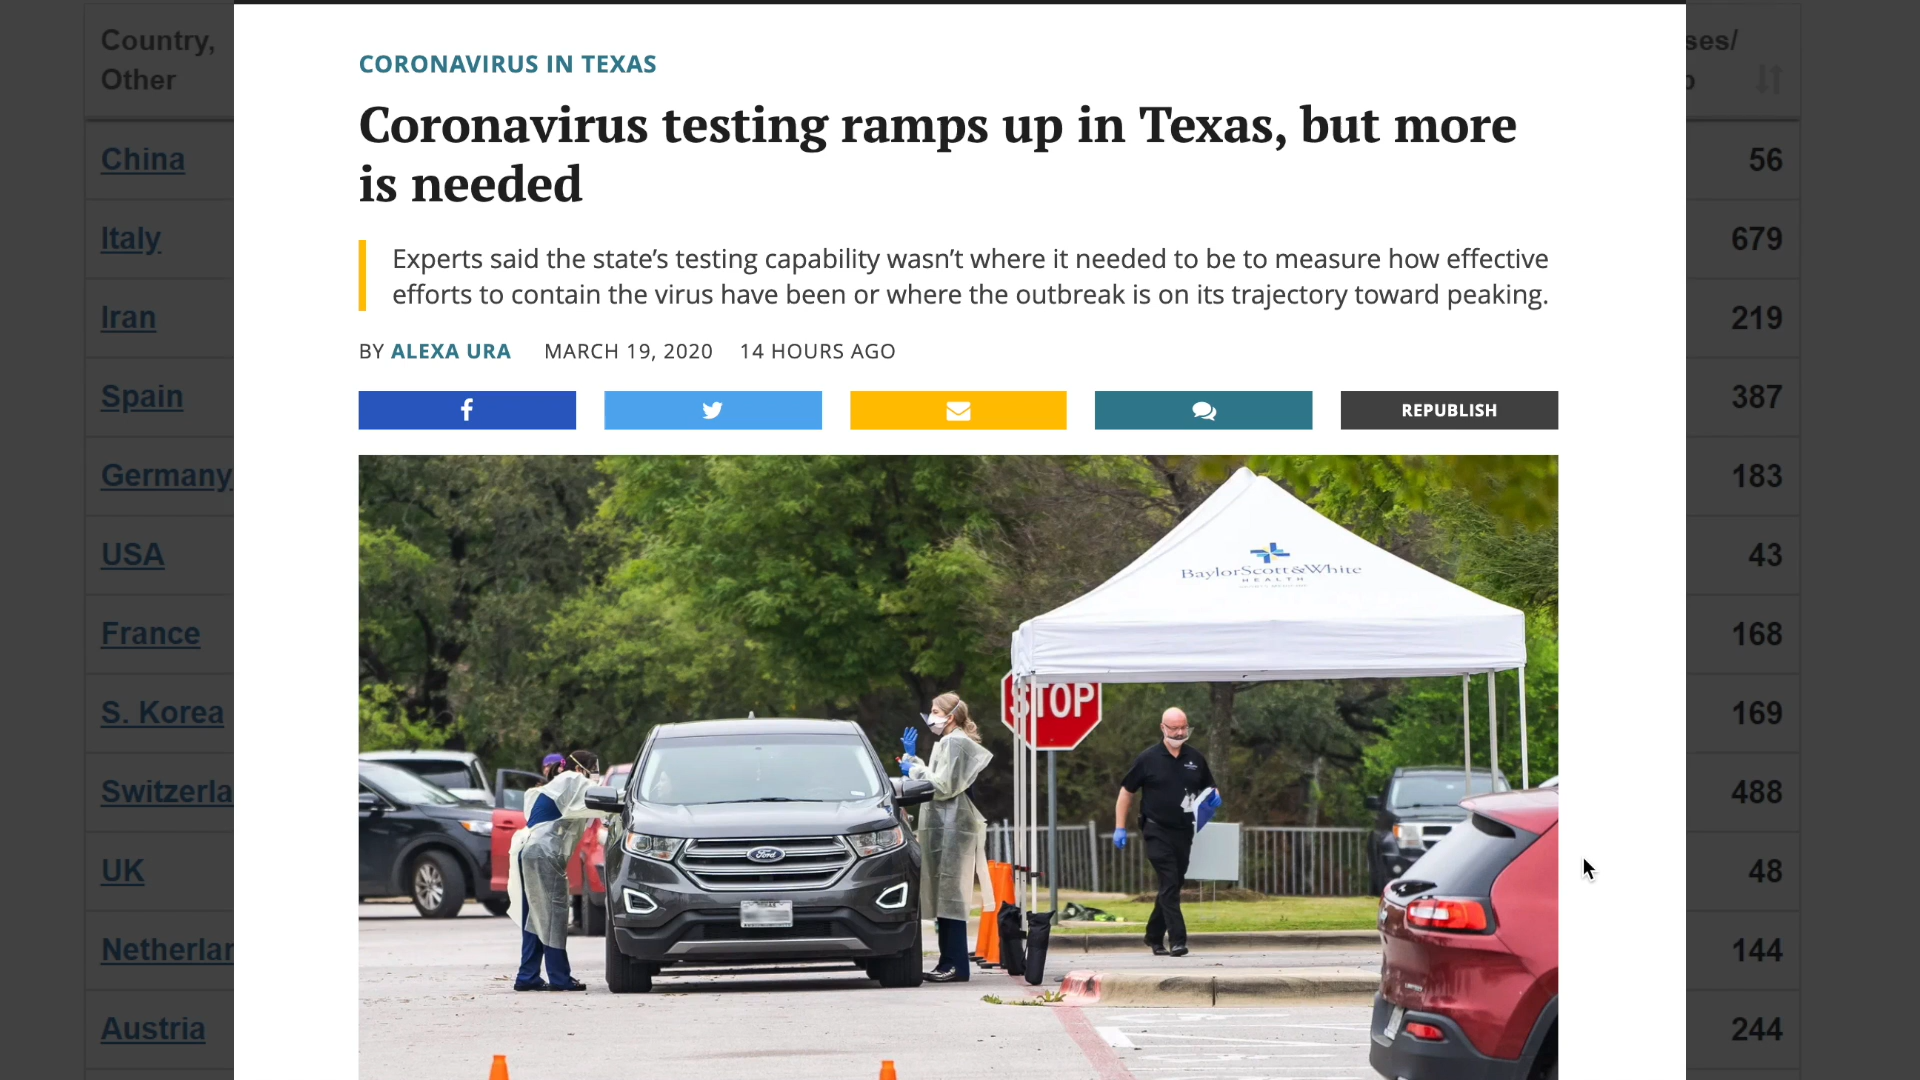 Country,
Other
ses/
China
56
Italy
679
Iran
219
Spain
387
Germany
183
USA
43
France
168
S. Korea
169
Switzerla
488
UK
48
Netherlar
144
Austria
244
CORONAVIRUS IN TEXAS
Coronavirus testing ramps up in Texas, but more
is needed
Experts said the state’s testing capability wasn’t where it needed to be to measure how effective
efforts to contain the virus have been or where the outbreak is on its trajectory toward peaking.
BY ALEXA URA MARCH 19, 2020 14 HOURS AGO
REPUBLISH
BaylorScott&White
HEALTH
STOP
Ford